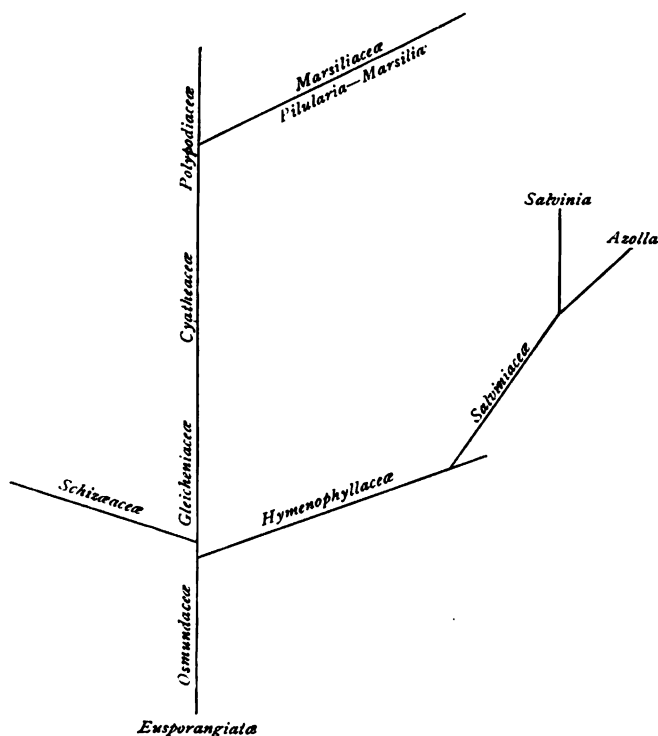 Marsiliaceæ
Pilularia—Marsilia
Polypodiaceæ
Salvinia
Azolla
Cyatheaceæ
Salviniaceæ
Gleicheniaceæ
Hymenophyllaceæ
Schizæaceæ
Osmundaceæ
Eusporangiatæ